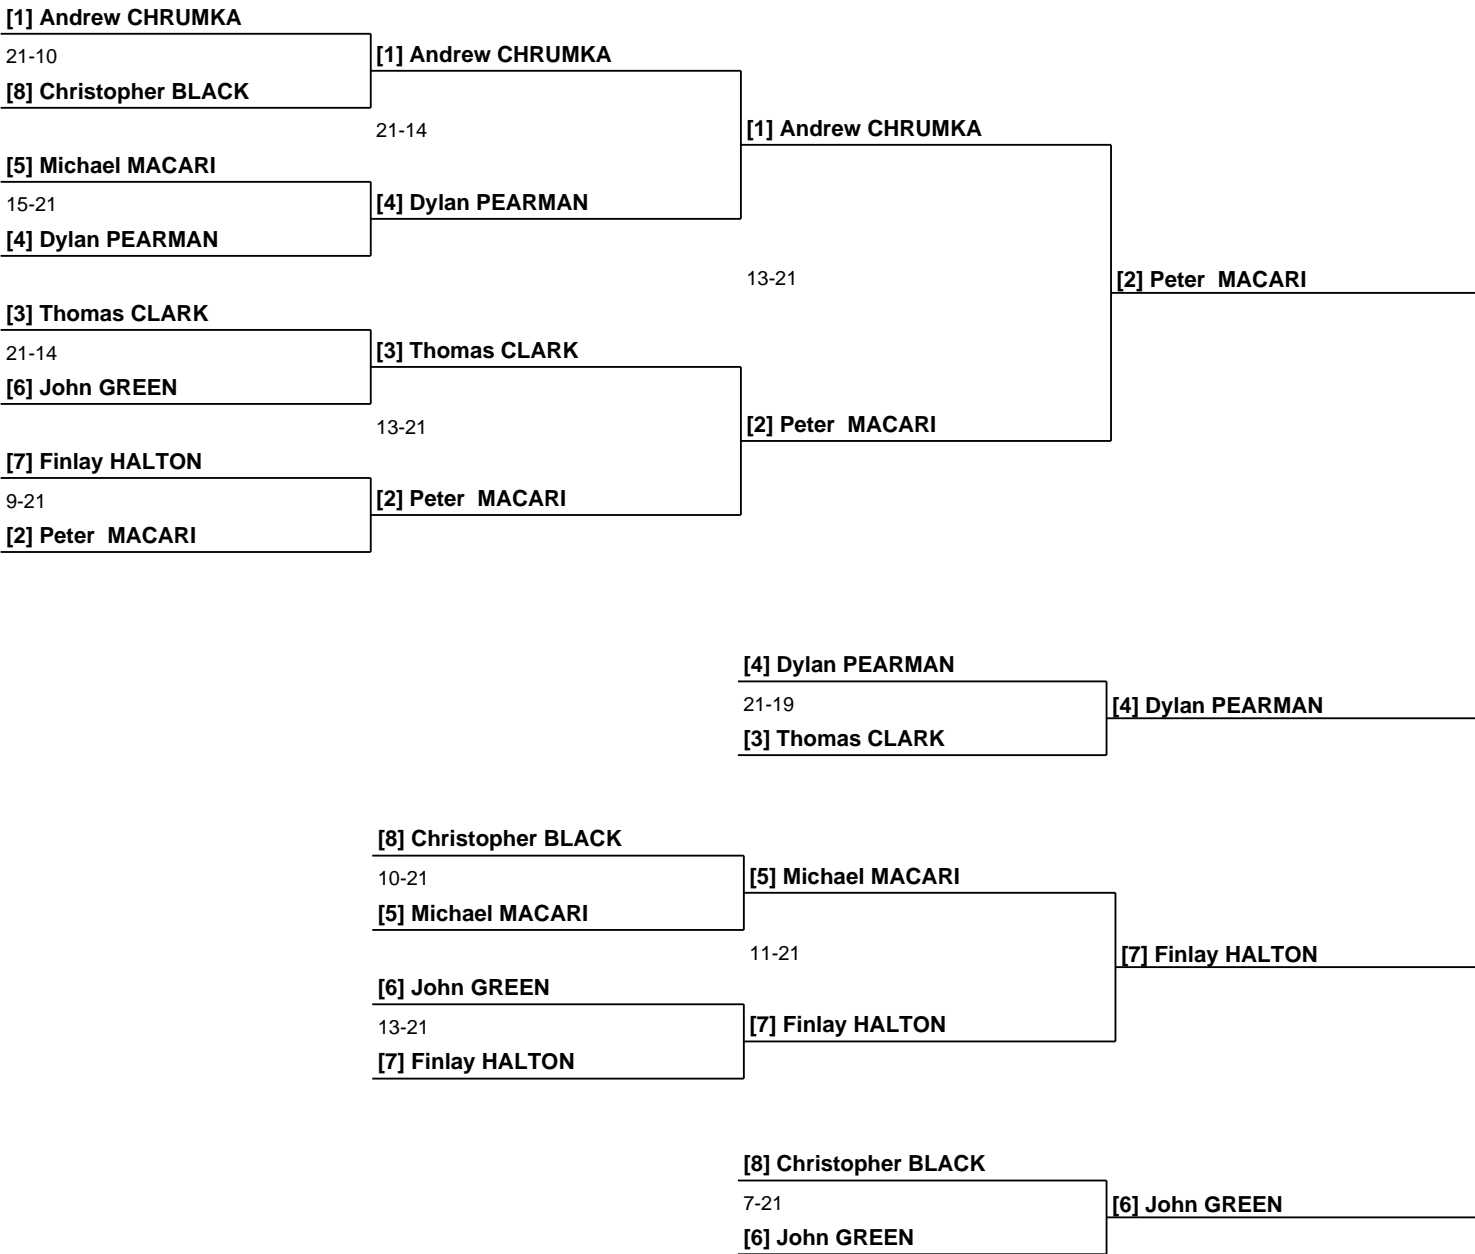 [1] Andrew CHRUMKA
21-10
[1] Andrew CHRUMKA
[8] Christopher BLACK
21-14
[1] Andrew CHRUMKA
[5] Michael MACARI
15-21
[4] Dylan PEARMAN
[4] Dylan PEARMAN
13-21
[2] Peter  MACARI
[3] Thomas CLARK
21-14
[3] Thomas CLARK
[6] John GREEN
13-21
[2] Peter  MACARI
[7] Finlay HALTON
9-21
[2] Peter  MACARI
[2] Peter  MACARI
[4] Dylan PEARMAN
21-19
[4] Dylan PEARMAN
[3] Thomas CLARK
[8] Christopher BLACK
10-21
[5] Michael MACARI
[5] Michael MACARI
11-21
[7] Finlay HALTON
[6] John GREEN
13-21
[7] Finlay HALTON
[7] Finlay HALTON
[8] Christopher BLACK
7-21
[6] John GREEN
[6] John GREEN